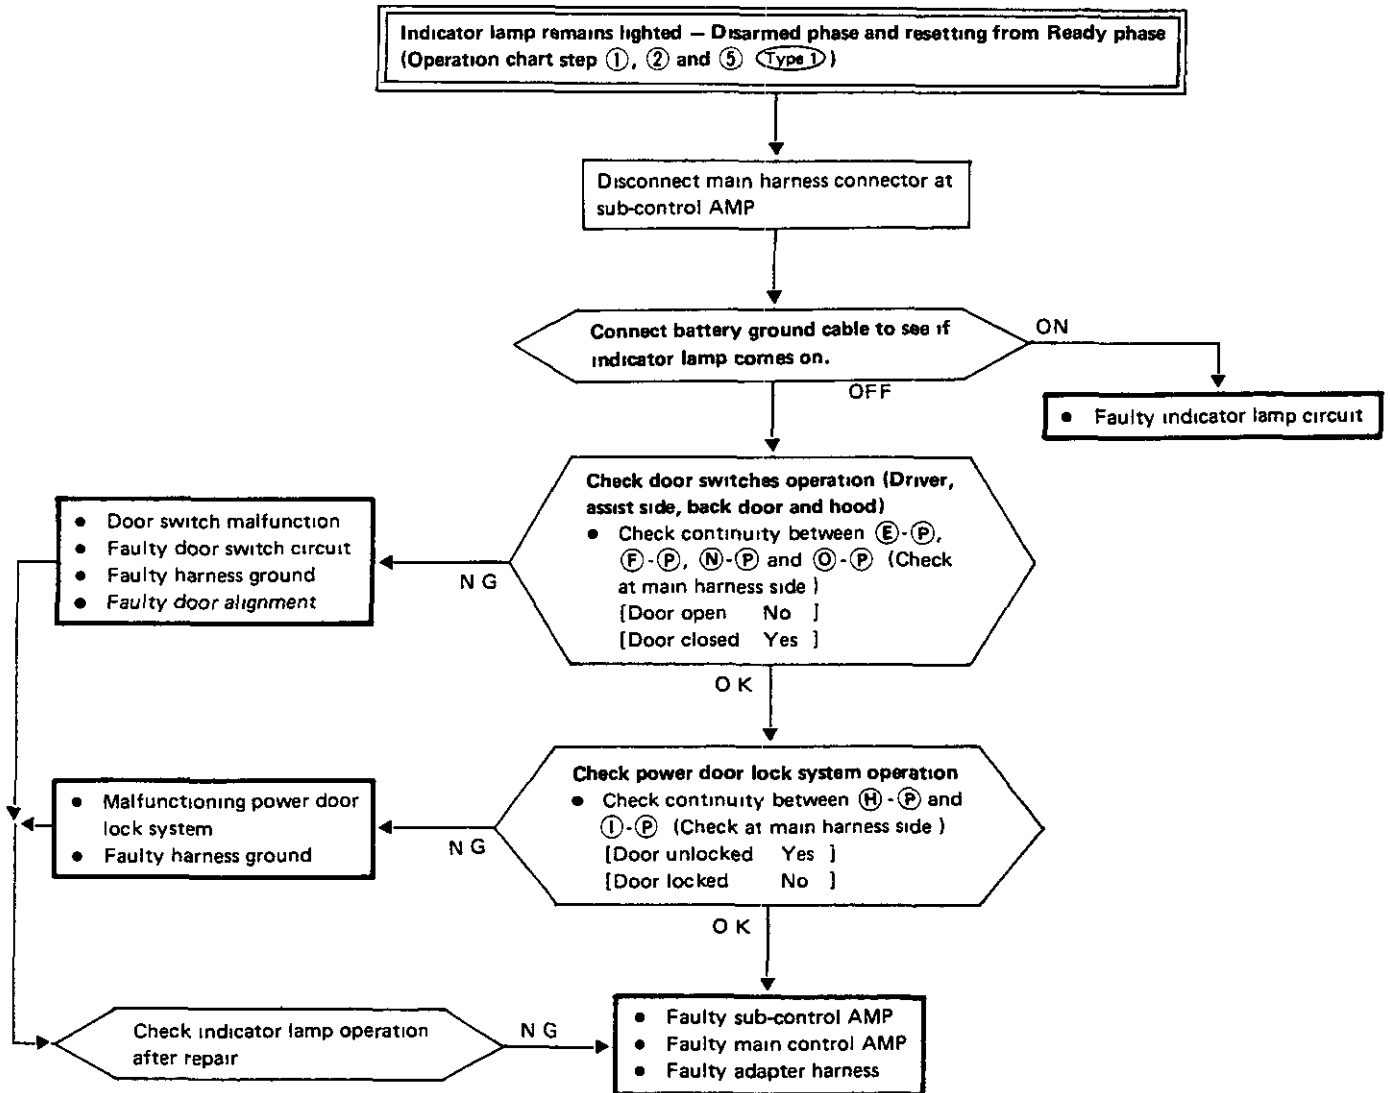 Indicator lamp remains lighted — Disarmed phase and resetting from Ready phase
(Operation chart step ①, ② and ⑤ Type 1)
Disconnect main harness connector at
sub-control AMP
Connect battery ground cable to see if
indicator lamp comes on.
ON
OFF
• Faulty indicator lamp circuit
Check door switches operation (Driver,
assist side, back door and hood)
• Check continuity between Ⓔ-Ⓟ,
Ⓕ-Ⓟ, Ⓝ-Ⓟ and Ⓞ-Ⓟ (Check
at main harness side)
[Door open No ]
[Door closed Yes ]
NG
• Door switch malfunction
• Faulty door switch circuit
• Faulty harness ground
• Faulty door alignment
OK
Check power door lock system operation
• Check continuity between Ⓗ-Ⓟ and
Ⓘ-Ⓟ (Check at main harness side)
[Door unlocked Yes ]
[Door locked No ]
NG
• Malfunctioning power door
lock system
• Faulty harness ground
OK
Check indicator lamp operation
after repair
NG
• Faulty sub-control AMP
• Faulty main control AMP
• Faulty adapter harness